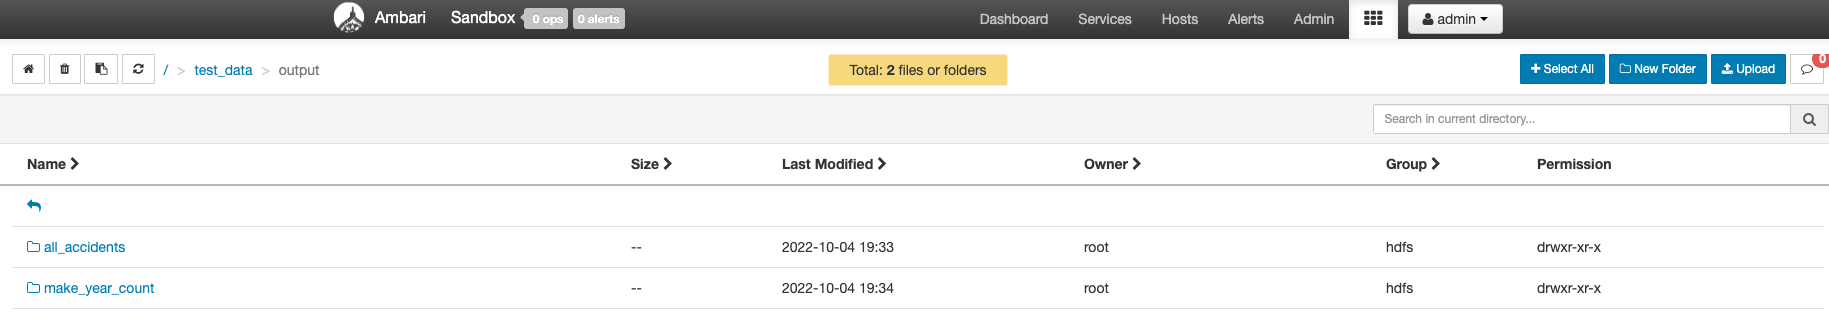 Ambari Sandbox 0 ops 0 alerts Dashboard Services Hosts Alerts Admin admin
/ > test_data > output Total: 2 files or folders Select All New Folder Upload 0
Search in current directory...
Name Size Last Modified Owner Group Permission
all_accidents -- 2022-10-04 19:33 root hdfs drwxr-xr-x
make_year_count -- 2022-10-04 19:34 root hdfs drwxr-xr-x